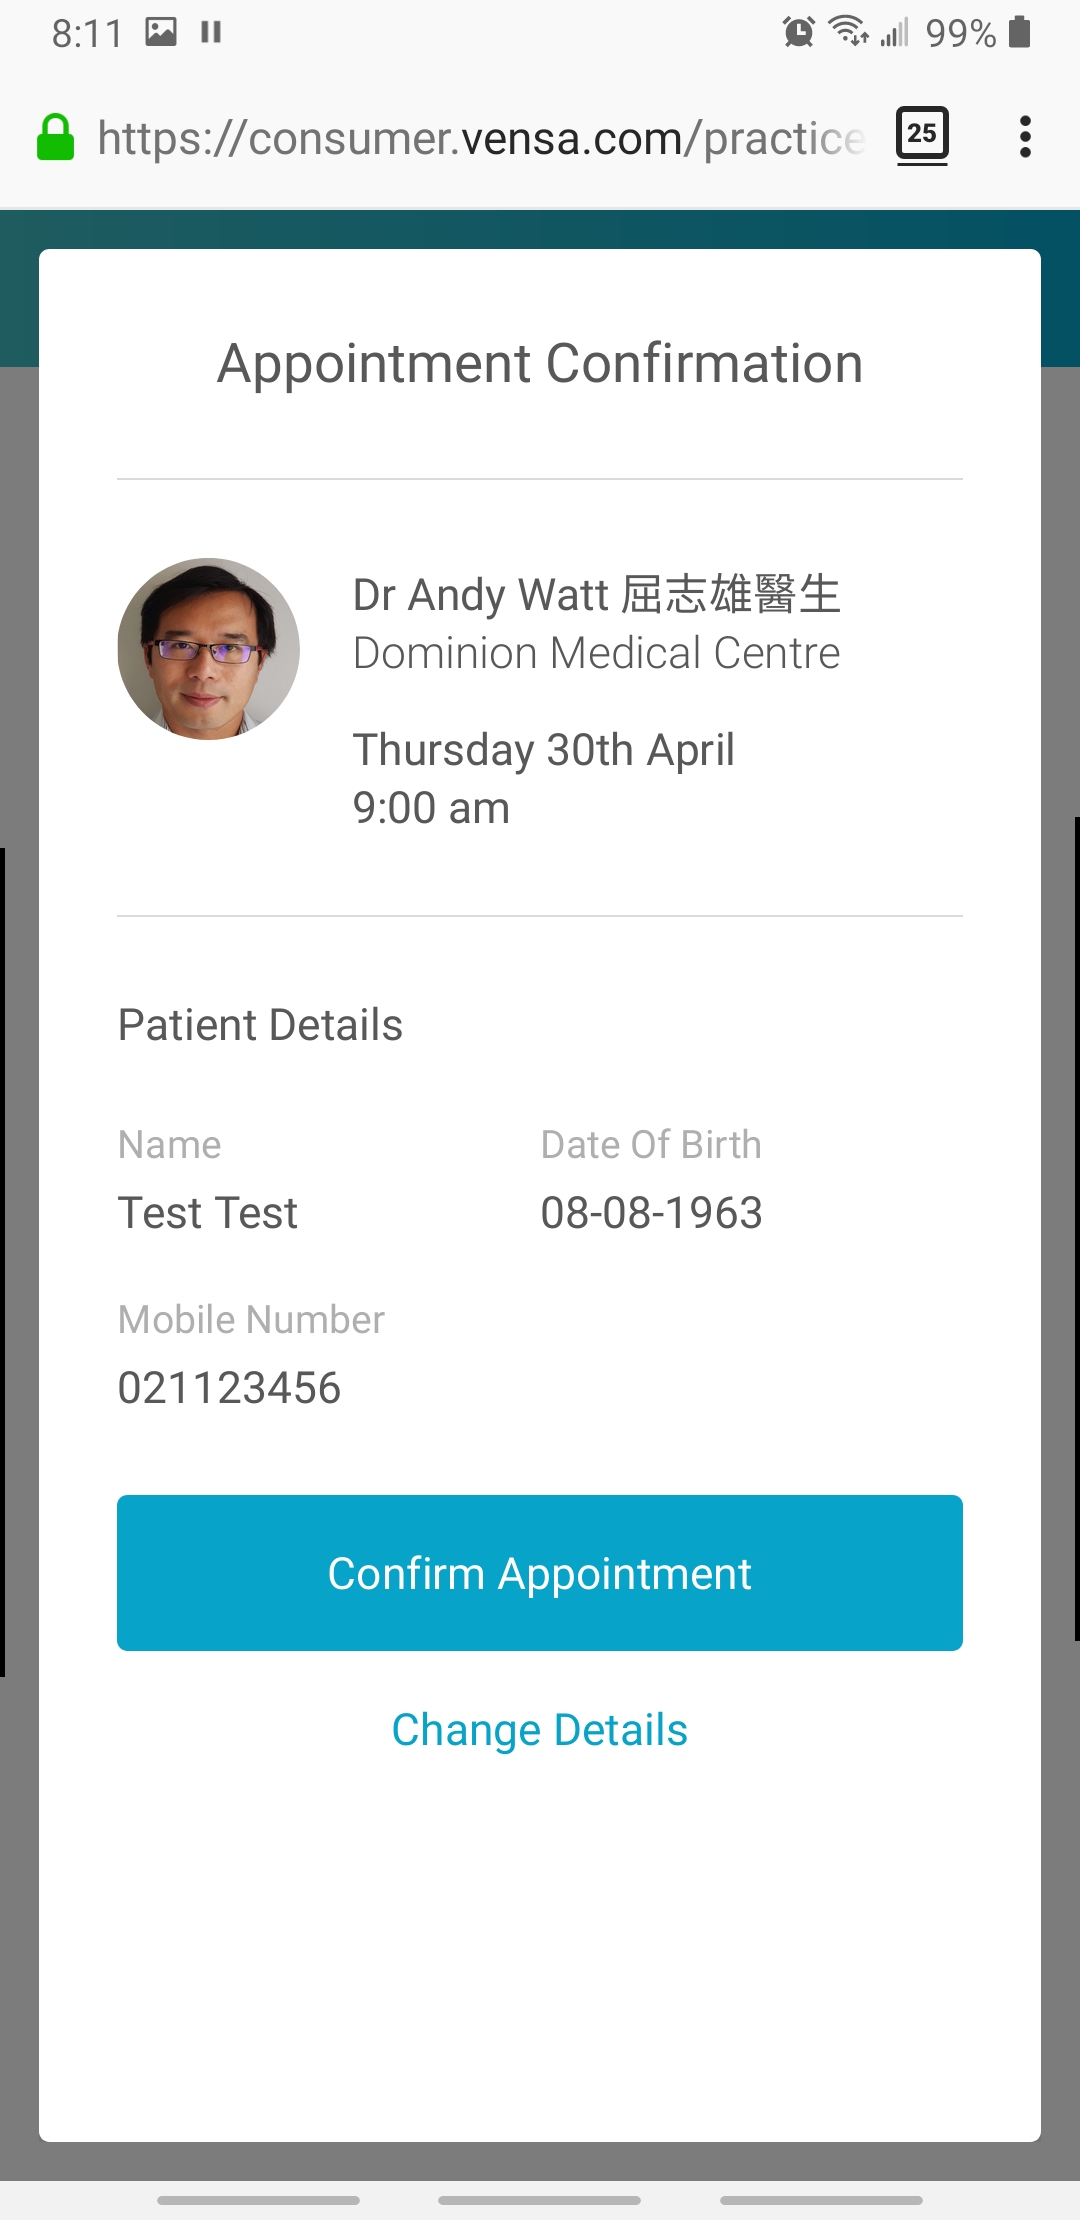 8:11
99%
https://consumer.vensa.com/practice
25
Appointment Confirmation
Dr Andy Watt 屈志雄醫生
Dominion Medical Centre
Thursday 30th April
9:00 am
Patient Details
Name
Date Of Birth
Test Test
08-08-1963
Mobile Number
021123456
Confirm Appointment
Change Details